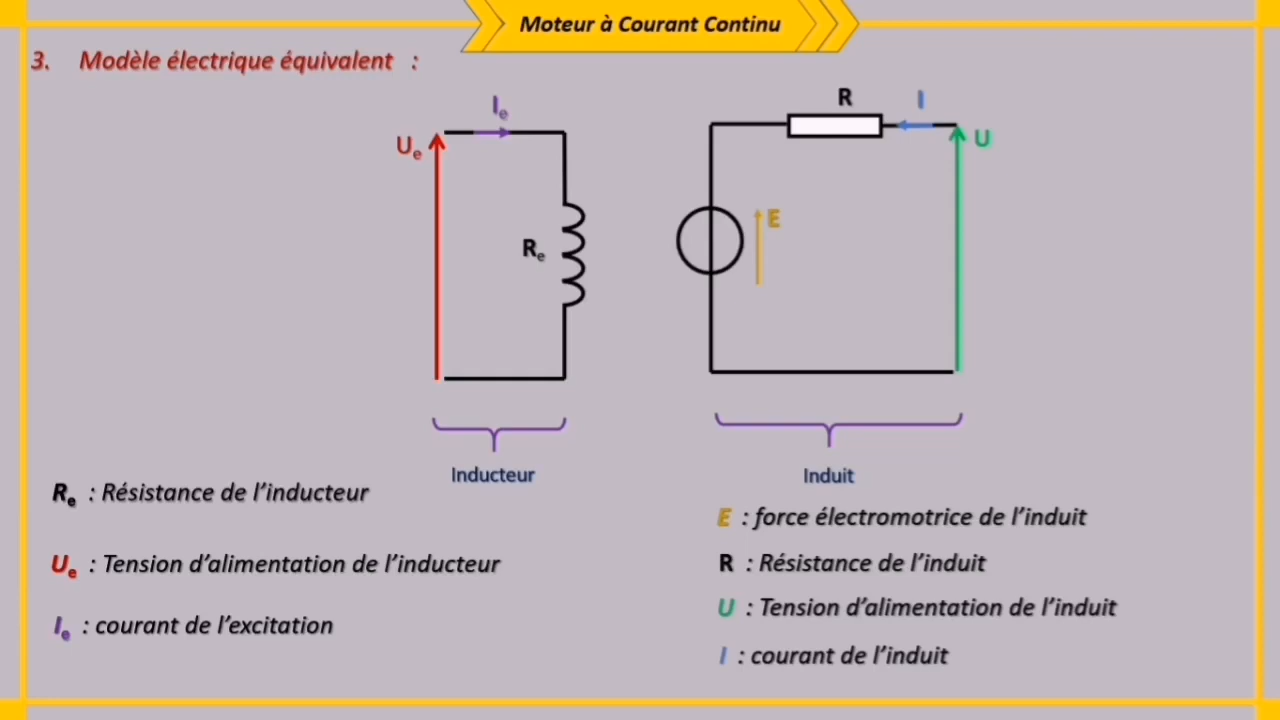 Moteur à Courant Continu
3. Modèle électrique équivalent :
Ie
Ue
Re
R
I
U
E
Inducteur
Induit
Re : Résistance de l'inducteur
Ue : Tension d'alimentation de l'inducteur
Ie : courant de l'excitation
E : force électromotrice de l'induit
R : Résistance de l'induit
U : Tension d'alimentation de l'induit
I : courant de l'induit